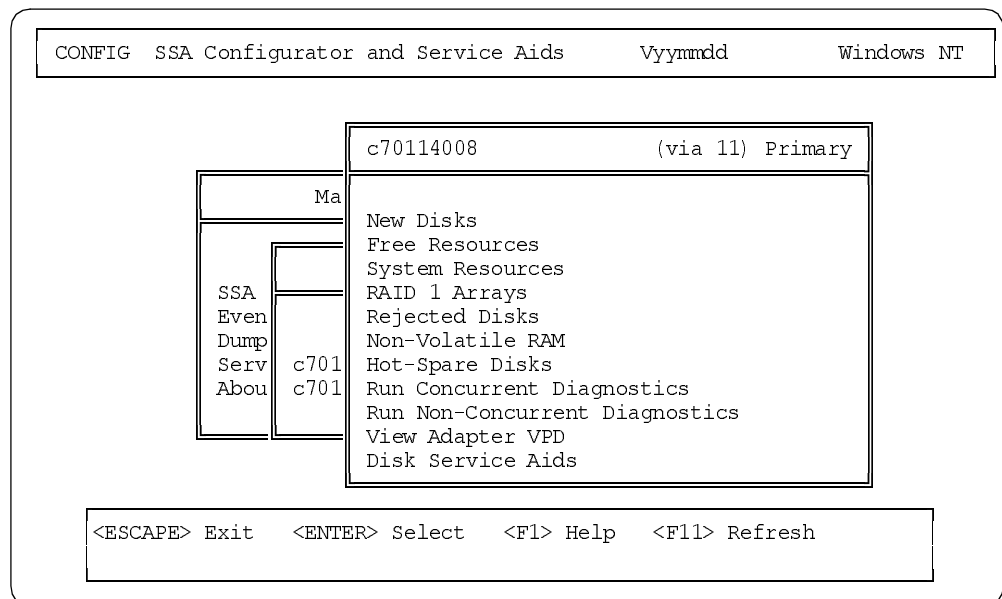 CONFIG SSA Configurator and Service Aids Vyymmdd Windows NT
c70114008 (via 11) Primary
Ma
New Disks
Free Resources
System Resources
SSA RAID 1 Arrays
Even Rejected Disks
Dump Non-Volatile RAM
Serv c701 Hot-Spare Disks
Abou c701 Run Concurrent Diagnostics
Run Non-Concurrent Diagnostics
View Adapter VPD
Disk Service Aids
<ESCAPE> Exit <ENTER> Select <F1> Help <F11> Refresh